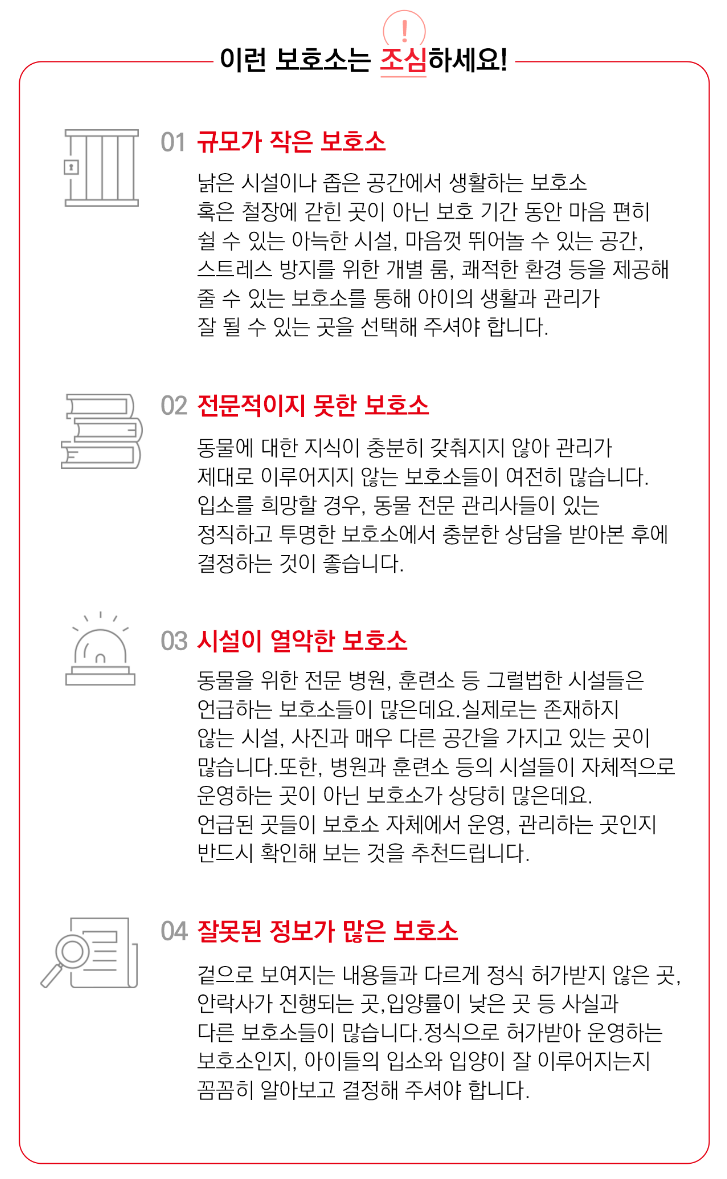 !
이런 보호소는 조심하세요!
01 규모가 작은 보호소
낡은 시설이나 좁은 공간에서 생활하는 보호소
혹은 철장에 갇힌 곳이 아닌 보호 기간 동안 마음 편히
쉴 수 있는 아늑한 시설, 마음껏 뛰어놀 수 있는 공간,
스트레스 방지를 위한 개별 룸, 쾌적한 환경 등을 제공해
줄 수 있는 보호소를 통해 아이의 생활과 관리가
잘 될 수 있는 곳을 선택해 주셔야 합니다.
02 전문적이지 못한 보호소
동물에 대한 지식이 충분히 갖춰지지 않아 관리가
제대로 이루어지지 않는 보호소들이 여전히 많습니다.
입소를 희망할 경우, 동물 전문 관리사들이 있는
정직하고 투명한 보호소에서 충분한 상담을 받아본 후에
결정하는 것이 좋습니다.
03 시설이 열악한 보호소
동물을 위한 전문 병원, 훈련소 등 그럴법한 시설들은
언급하는 보호소들이 많은데요.실제로는 존재하지
않는 시설, 사진과 매우 다른 공간을 가지고 있는 곳이
많습니다.또한, 병원과 훈련소 등의 시설들이 자체적으로
운영하는 곳이 아닌 보호소가 상당히 많은데요.
언급된 곳들이 보호소 자체에서 운영, 관리하는 곳인지
반드시 확인해 보는 것을 추천드립니다.
04 잘못된 정보가 많은 보호소
겉으로 보여지는 내용들과 다르게 정식 허가받지 않은 곳,
안락사가 진행되는 곳,입양률이 낮은 곳 등 사실과
다른 보호소들이 많습니다.정식으로 허가받아 운영하는
보호소인지, 아이들의 입소와 입양이 잘 이루어지는지
꼼꼼히 알아보고 결정해 주셔야 합니다.